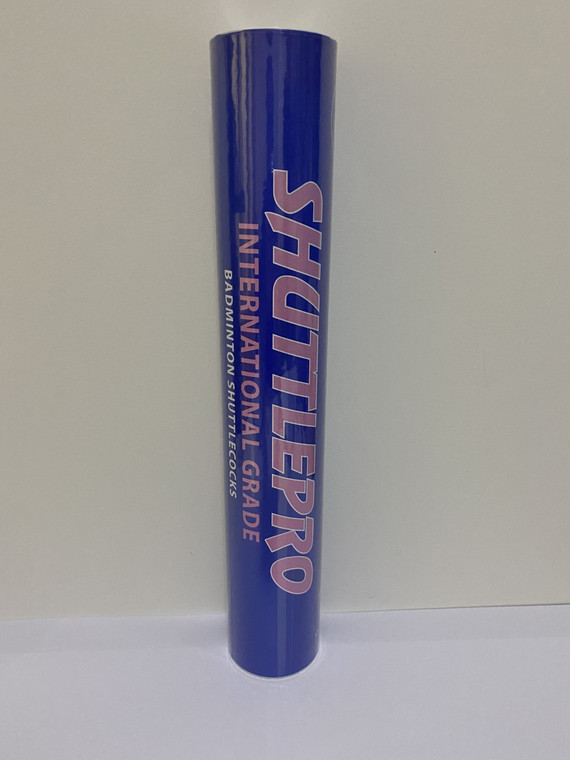 SHUTTLEPRO
INTERNATIONAL GRADE
BADMINTON SHUTTLECOCKS